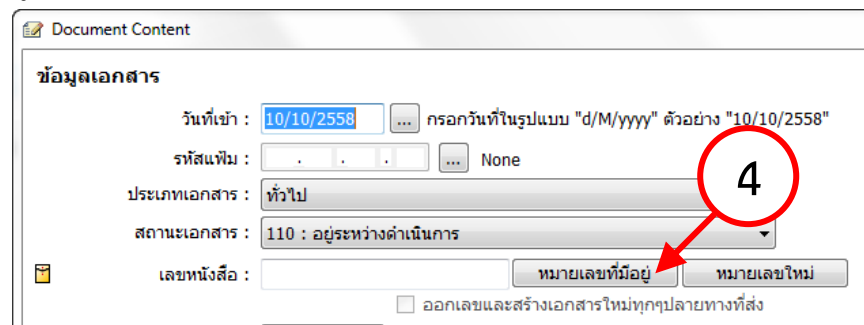 Document Content
ข้อมูลเอกสาร
วันที่เข้า : 10/10/2558 ... กรอกวันที่ในรูปแบบ "d/M/yyyy" ตัวอย่าง "10/10/2558"
รหัสแฟ้ม : . . . ... None
4
ประเภทเอกสาร : ทั่วไป
สถานะเอกสาร : 110 : อยู่ระหว่างดำเนินการ
เลขหนังสือ : หมายเลขที่มีอยู่ หมายเลขใหม่
ออกเลขและสร้างเอกสารใหม่ทุกๆปลายทางที่ส่ง